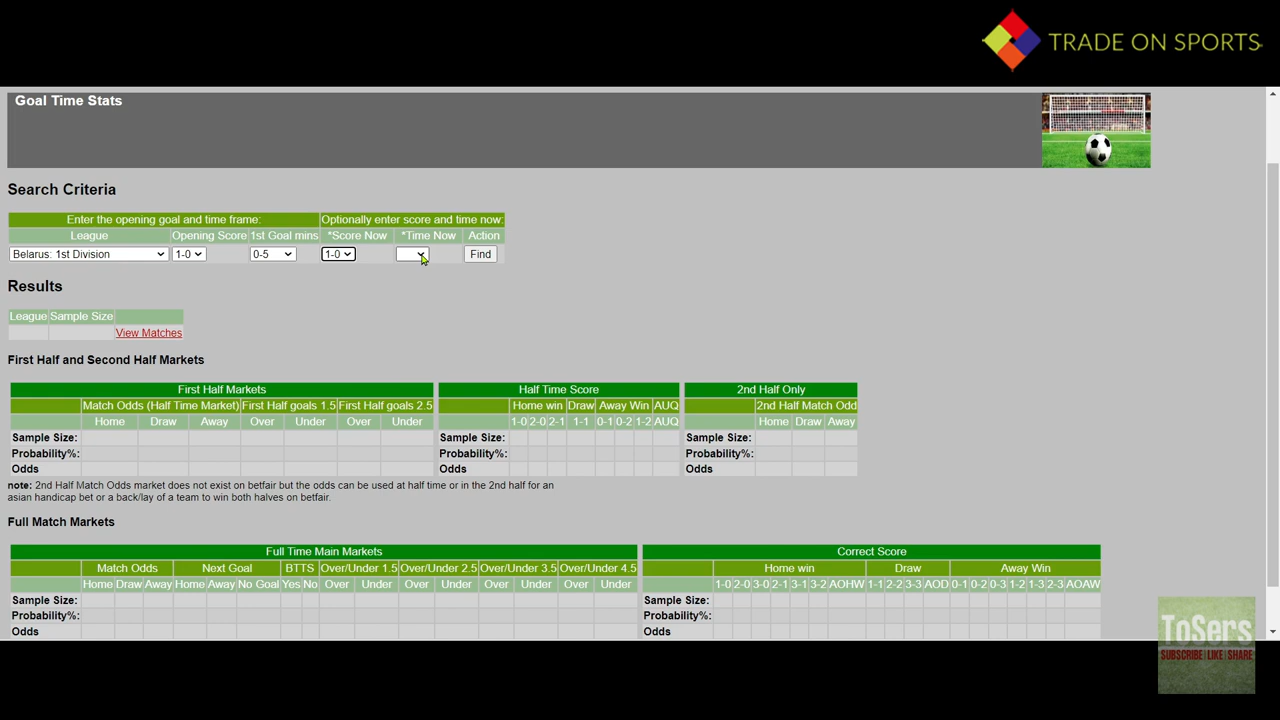 TRADE ON SPORTS
Goal Time Stats
Search Criteria
Enter the opening goal and time frame: Optionally enter score and time now:
League Opening Score 1st Goal mins *Score Now *Time Now Action
Belarus: 1st Division 1-0 0-5 1-0 Find
Results
League Sample Size
View Matches
First Half and Second Half Markets
First Half Markets Half Time Score 2nd Half Only
Match Odds (Half Time Market) First Half goals 1.5 First Half goals 2.5 Home win Draw Away Win AUQ 2nd Half Match Odd
Home Draw Away Over Under Over Under 1-0 2-0 2-1 1-1 0-1 0-2 1-2 AUQ Home Draw Away
Sample Size: Sample Size: Sample Size:
Probability%: Probability%: Probability%:
Odds Odds Odds
note: 2nd Half Match Odds market does not exist on betfair but the odds can be used at half time or in the 2nd half for an
asian handicap bet or a back/lay of a team to win both halves on betfair.
Full Match Markets
Full Time Main Markets Correct Score
Match Odds Next Goal BTTS Over/Under 1.5 Over/Under 2.5 Over/Under 3.5 Over/Under 4.5 Home win Draw Away Win
Home Draw Away Home Away No Goal Yes No Over Under Over Under Over Under Over Under 1-0 2-0 3-0 2-1 3-1 3-2 AOHW 1-1 2-2 3-3 AOD 0-1 0-2 0-3 1-2 1-3 2-3 AOAW
Sample Size: Sample Size:
Probability%: Probability%:
Odds Odds
ToSers
SUBSCRIBE | LIKE | SHARE